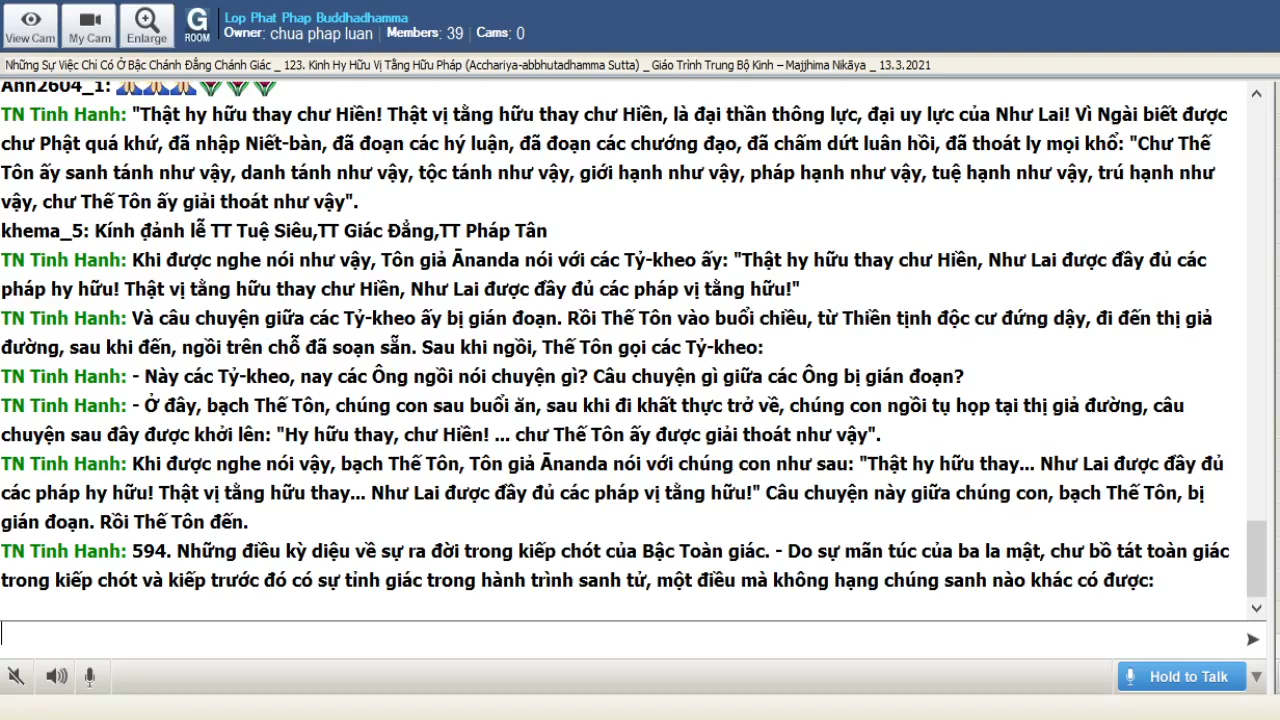 View Cam
My Cam
Enlarge
G
ROOM
Lop Phat Phap Buddhadhamma
Owner: chua phap luan | Members: 39 | Cams: 0
Những Sự Việc Chỉ Có Ở Bậc Chánh Đẳng Chánh Giác _ 123. Kinh Hy Hữu Vị Tằng Hữu Pháp (Acchariya-abbhutadhamma Sutta) _ Giáo Trình Trung Bộ Kinh – Majjhima Nikāya _ 13.3.2021
Anh2604_1: 🙏🙏🙏🌷🌷🌷
TN Tinh Hanh: "Thật hy hữu thay chư Hiền! Thật vị tằng hữu thay chư Hiền, là đại thần thông lực, đại uy lực của Như Lai! Vì Ngài biết được
chư Phật quá khứ, đã nhập Niết-bàn, đã đoạn các hý luận, đã đoạn các chướng đạo, đã chấm dứt luân hồi, đã thoát ly mọi khổ: "Chư Thế
Tôn ấy sanh tánh như vậy, danh tánh như vậy, tộc tánh như vậy, giới hạnh như vậy, pháp hạnh như vậy, tuệ hạnh như vậy, trú hạnh như
vậy, chư Thế Tôn ấy giải thoát như vậy".
khema_5: Kính đảnh lễ TT Tuệ Siêu,TT Giác Đẳng,TT Pháp Tân
TN Tinh Hanh: Khi được nghe nói như vậy, Tôn giả Ānanda nói với các Tỷ-kheo ấy: "Thật hy hữu thay chư Hiền, Như Lai được đầy đủ các
pháp hy hữu! Thật vị tằng hữu thay chư Hiền, Như Lai được đầy đủ các pháp vị tằng hữu!"
TN Tinh Hanh: Và câu chuyện giữa các Tỷ-kheo ấy bị gián đoạn. Rồi Thế Tôn vào buổi chiều, từ Thiền tịnh độc cư đứng dậy, đi đến thị giả
đường, sau khi đến, ngồi trên chỗ đã soạn sẵn. Sau khi ngồi, Thế Tôn gọi các Tỷ-kheo:
TN Tinh Hanh: - Này các Tỷ-kheo, nay các Ông ngồi nói chuyện gì? Câu chuyện gì giữa các Ông bị gián đoạn?
TN Tinh Hanh: - Ở đây, bạch Thế Tôn, chúng con sau buổi ăn, sau khi đi khất thực trở về, chúng con ngồi tụ họp tại thị giả đường, câu
chuyện sau đây được khởi lên: "Hy hữu thay, chư Hiền! ... chư Thế Tôn ấy được giải thoát như vậy".
TN Tinh Hanh: Khi được nghe nói vậy, bạch Thế Tôn, Tôn giả Ānanda nói với chúng con như sau: "Thật hy hữu thay... Như Lai được đầy đủ
các pháp hy hữu! Thật vị tằng hữu thay... Như Lai được đầy đủ các pháp vị tằng hữu!" Câu chuyện này giữa chúng con, bạch Thế Tôn, bị
gián đoạn. Rồi Thế Tôn đến.
TN Tinh Hanh: 594. Những điều kỳ diệu về sự ra đời trong kiếp chót của Bậc Toàn giác. - Do sự mãn túc của ba la mật, chư bồ tát toàn giác
trong kiếp chót và kiếp trước đó có sự tỉnh giác trong hành trình sanh tử, một điều mà không hạng chúng sanh nào khác có được:
Hold to Talk